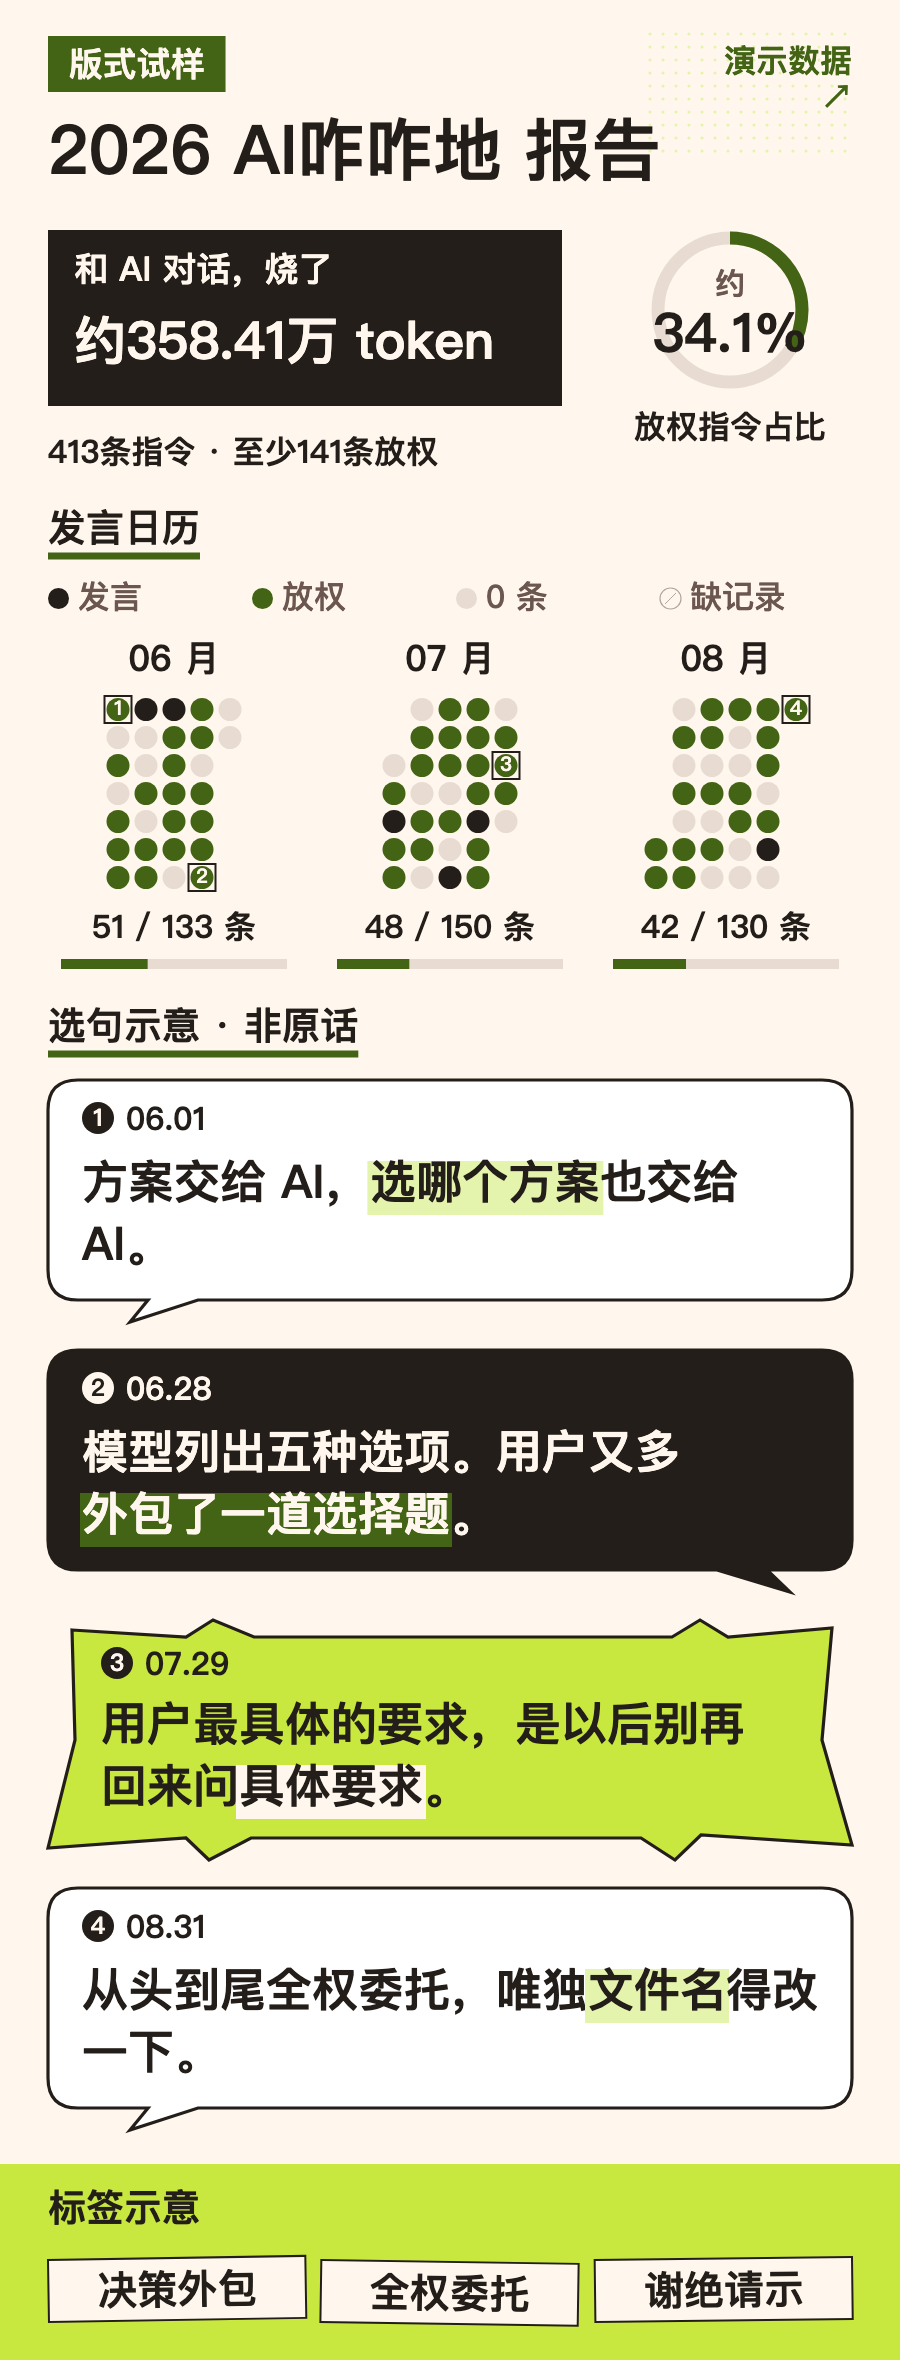 版式试样
演示数据
↗
2026 AI咋咋地 报告
和 AI 对话，烧了
约358.41万 token
约
34.1%
放权指令占比
413条指令 · 至少141条放权
发言日历
发言 放权 0 条 缺记录
06 月 07 月 08 月
1 4
3
2
51 / 133 条 48 / 150 条 42 / 130 条
选句示意 · 非原话
1 06.01
方案交给 AI，选哪个方案也交给
AI。
2 06.28
模型列出五种选项。用户又多
外包了一道选择题。
3 07.29
用户最具体的要求，是以后别再
回来问具体要求。
4 08.31
从头到尾全权委托，唯独文件名得改
一下。
标签示意
决策外包 全权委托 谢绝请示